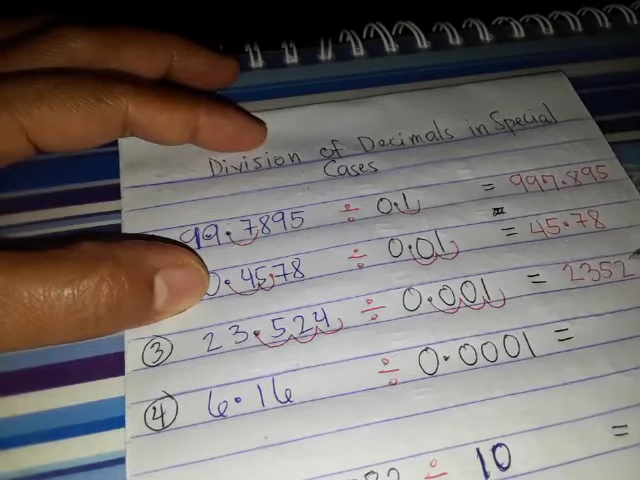 Division of Decimals in Special
Cases
99.7895 ÷ 0.1 = 997.895
0.4578 ÷ 0.01 = 45.78
③ 23.524 ÷ 0.001 = 2352
④ 6.16 ÷ 0.0001 =
÷ 10 =